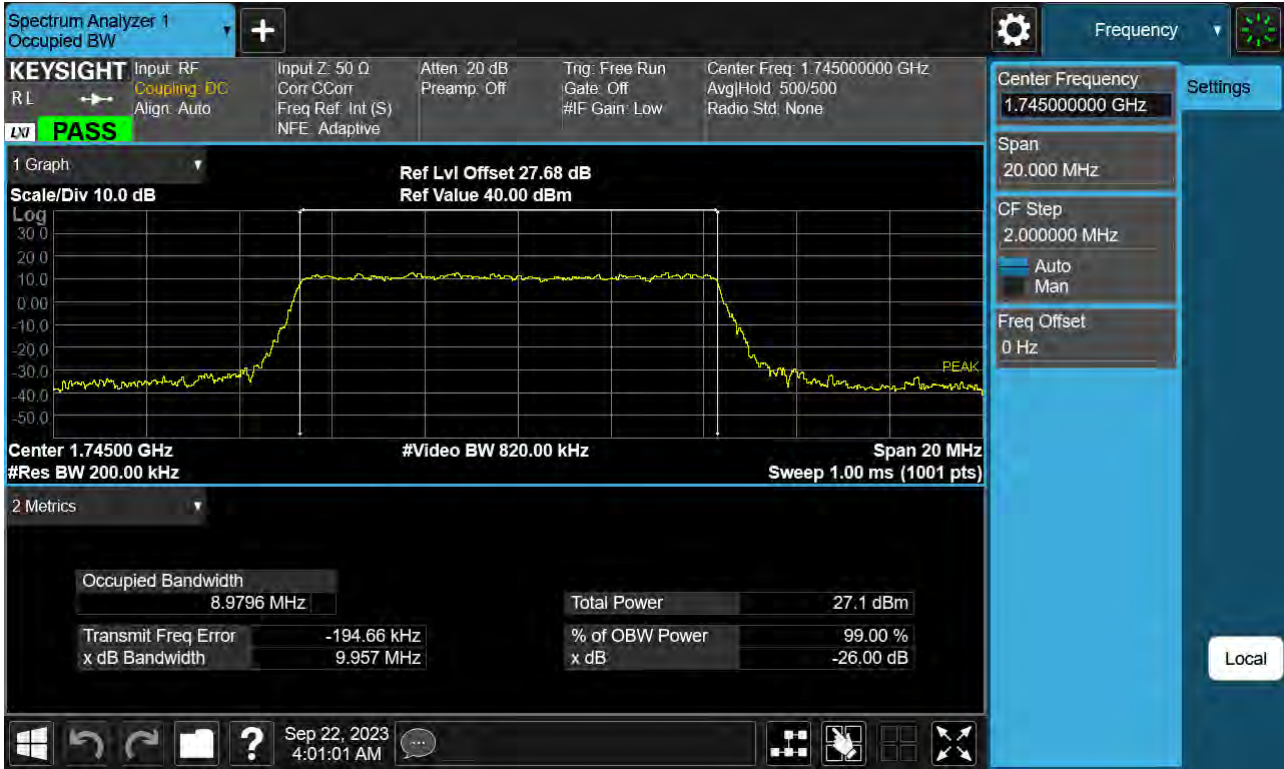 Spectrum Analyzer 1
Occupied BW
+
Frequency
KEYSIGHT Input: RF
Coupling: DC
Align: Auto
Input Z: 50 Ω
Corr CCorr
Freq Ref: Int (S)
NFE: Adaptive
Atten: 20 dB
Preamp: Off
Trig: Free Run
Gate: Off
#IF Gain: Low
Center Freq: 1.745000000 GHz
Avg|Hold: 500/500
Radio Std: None
R L
LXI PASS
Center Frequency
1.745000000 GHz
Settings
Span
20.000 MHz
CF Step
2.000000 MHz
Auto
Man
Freq Offset
0 Hz
1 Graph
Scale/Div 10.0 dB
Ref Lvl Offset 27.68 dB
Ref Value 40.00 dBm
Log
30.0
20.0
10.0
0.00
-10.0
-20.0
-30.0
-40.0
-50.0
PEAK
Center 1.74500 GHz
#Video BW 820.00 kHz
Span 20 MHz
#Res BW 200.00 kHz
Sweep 1.00 ms (1001 pts)
2 Metrics
Occupied Bandwidth
8.9796 MHz
Total Power 27.1 dBm
Transmit Freq Error -194.66 kHz
% of OBW Power 99.00 %
x dB Bandwidth 9.957 MHz
x dB -26.00 dB
Local
?
Sep 22, 2023
4:01:01 AM